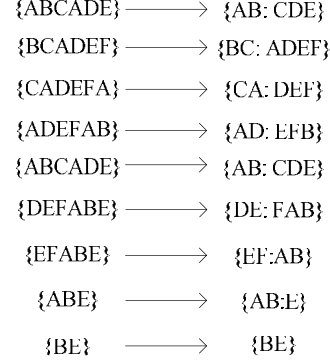 {ABCADE} → {AB: CDE}
{BCADEF} → {BC: ADEF}
{CADEFA} → {CA: DEF}
{ADEFAB} → {AD: EFB}
{ABCADE} → {AB: CDE}
{DEFABE} → {DE: FAB}
{EFABE} → {EF:AB}
{ABE} → {AB:E}
{BE} → {BE}